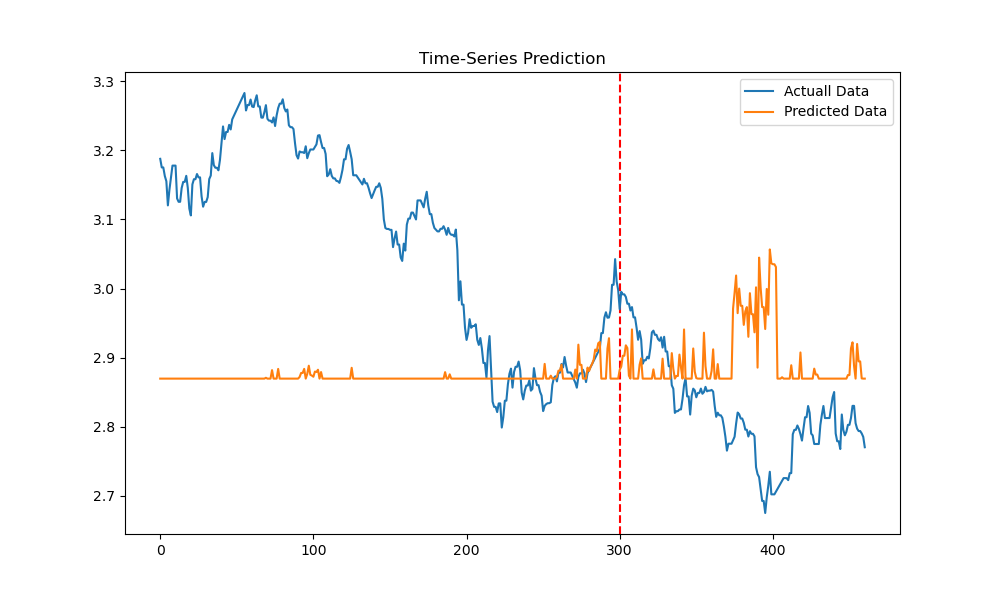 Time-Series Prediction
Actuall Data
Predicted Data
3.3
3.2
3.1
3.0
2.9
2.8
2.7
0 100 200 300 400